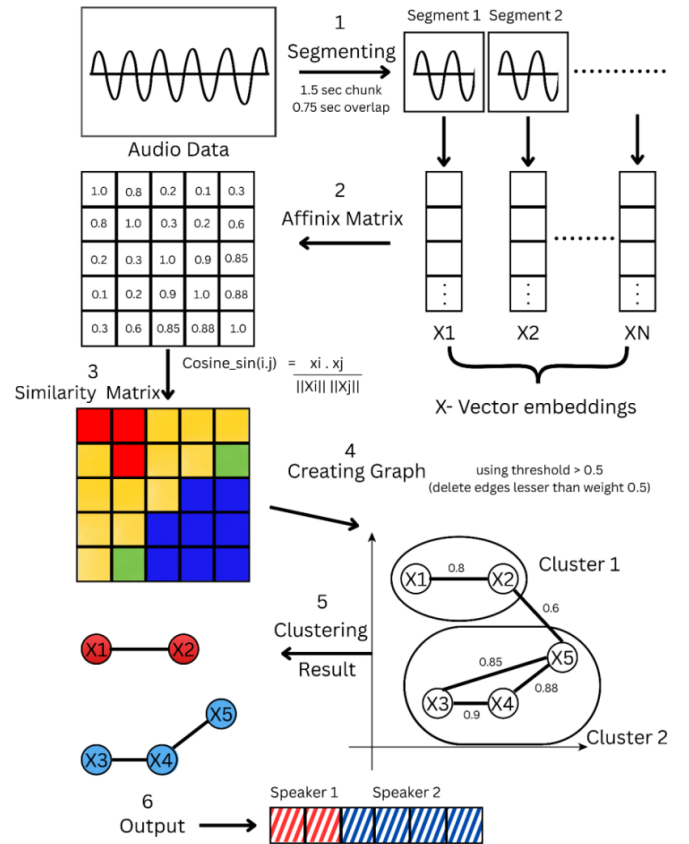 1
Segmenting
1.5 sec chunk
0.75 sec overlap
Segment 1 Segment 2
Audio Data
1.0 0.8 0.2 0.1 0.3
0.8 1.0 0.3 0.2 0.6
0.2 0.3 1.0 0.9 0.85
0.1 0.2 0.9 1.0 0.88
0.3 0.6 0.85 0.88 1.0
2
Affinix Matrix
X1 X2 XN
X- Vector embeddings
Cosine_sin(i.j) = xi . xj
||Xi|| ||Xj||
3
Similarity Matrix
4
Creating Graph
using threshold > 0.5
(delete edges lesser than weight 0.5)
Cluster 1
X1 0.8 X2
0.6
X5
0.85
0.88
X3 0.9 X4
Cluster 2
5
Clustering
Result
X1 X2
X5
X3 X4
6
Output
Speaker 1 Speaker 2